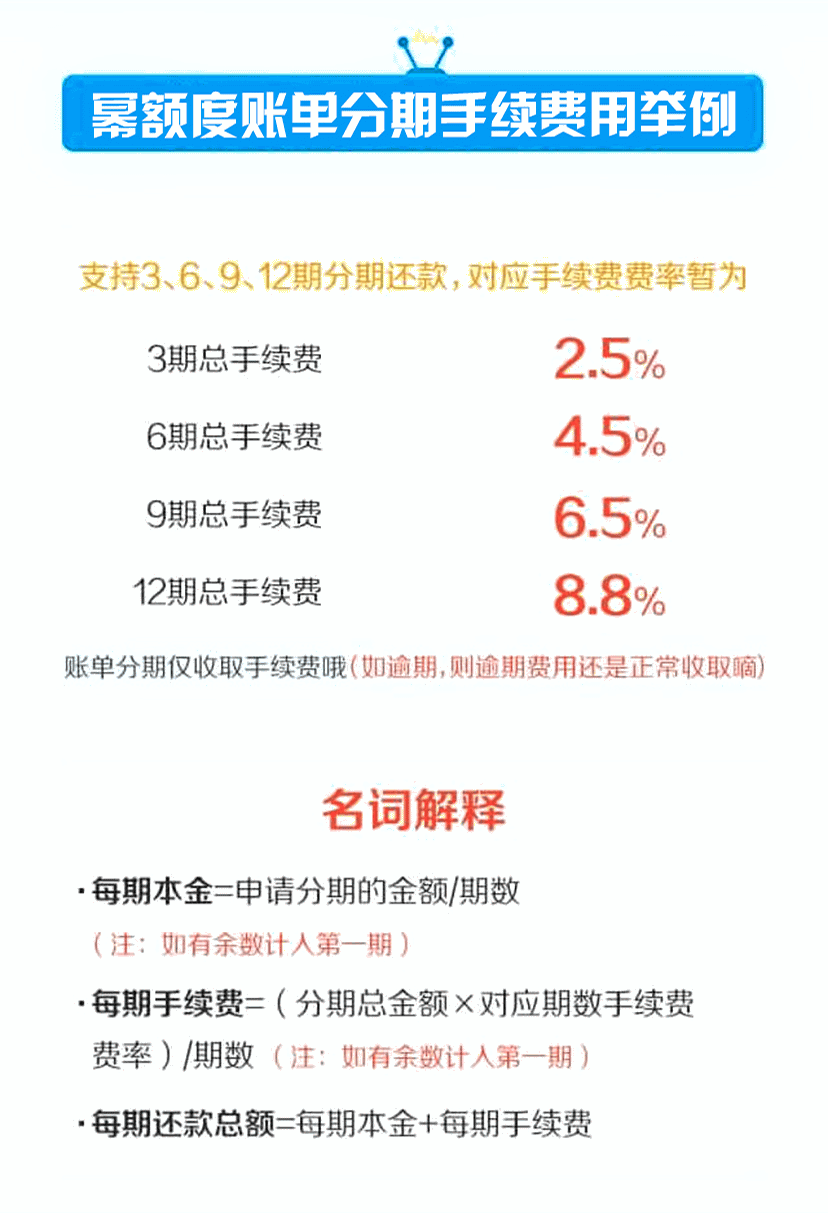 幂额度账单分期手续费用举例
支持3、6、9、12期分期还款,对应手续费费率暂为
3期总手续费 2.5%
6期总手续费 4.5%
9期总手续费 6.5%
12期总手续费 8.8%
账单分期仅收取手续费哦(如逾期,则逾期费用还是正常收取嘀)
名词解释
·每期本金=申请分期的金额/期数
(注:如有余数计入第一期)
·每期手续费=(分期总金额×对应期数手续费
费率)/期数(注:如有余数计入第一期)
·每期还款总额=每期本金+每期手续费